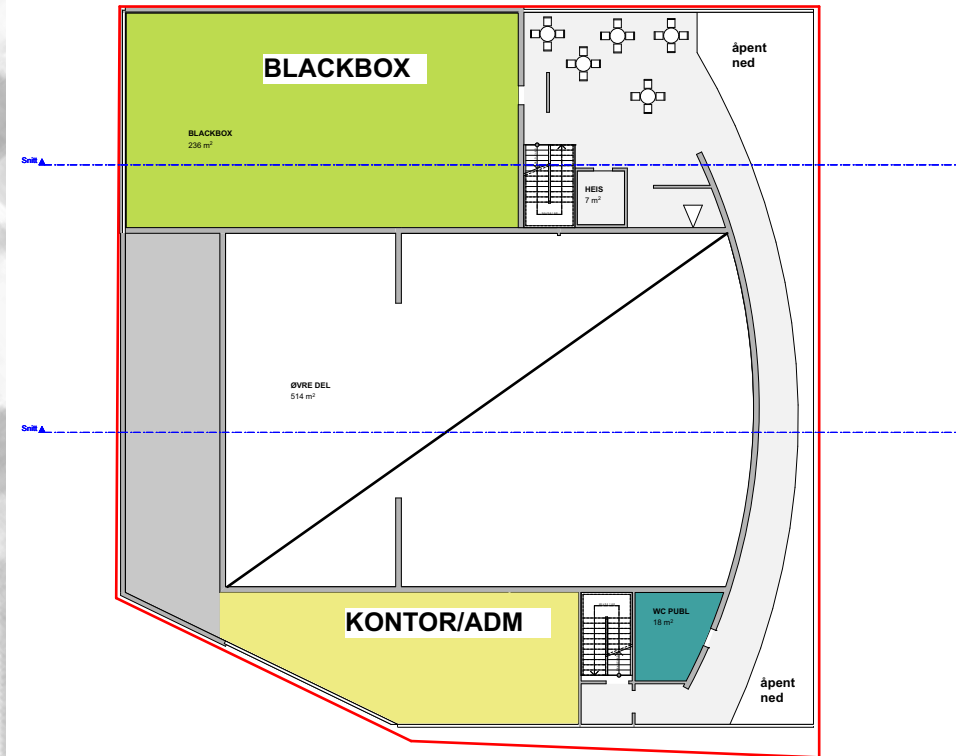 BLACKBOX
åpent
ned
BLACKBOX
236 m²
Snitt
HEIS
7 m²
ØVRE DEL
514 m²
Snitt
KONTOR/ADM
WC PUBL
18 m²
åpent
ned